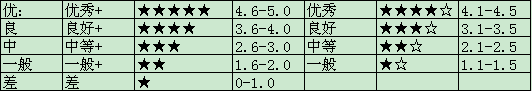 优: 优秀+ ★★★★★ 4.6-5.0 优秀 ★★★★☆ 4.1-4.5
良 良好+ ★★★★ 3.6-4.0 良好 ★★★☆ 3.1-3.5
中 中等+ ★★★ 2.6-3.0 中等 ★★☆ 2.1-2.5
一般 一般+ ★★ 1.6-2.0 一般 ★☆ 1.1-1.5
差 差 ★ 0-1.0